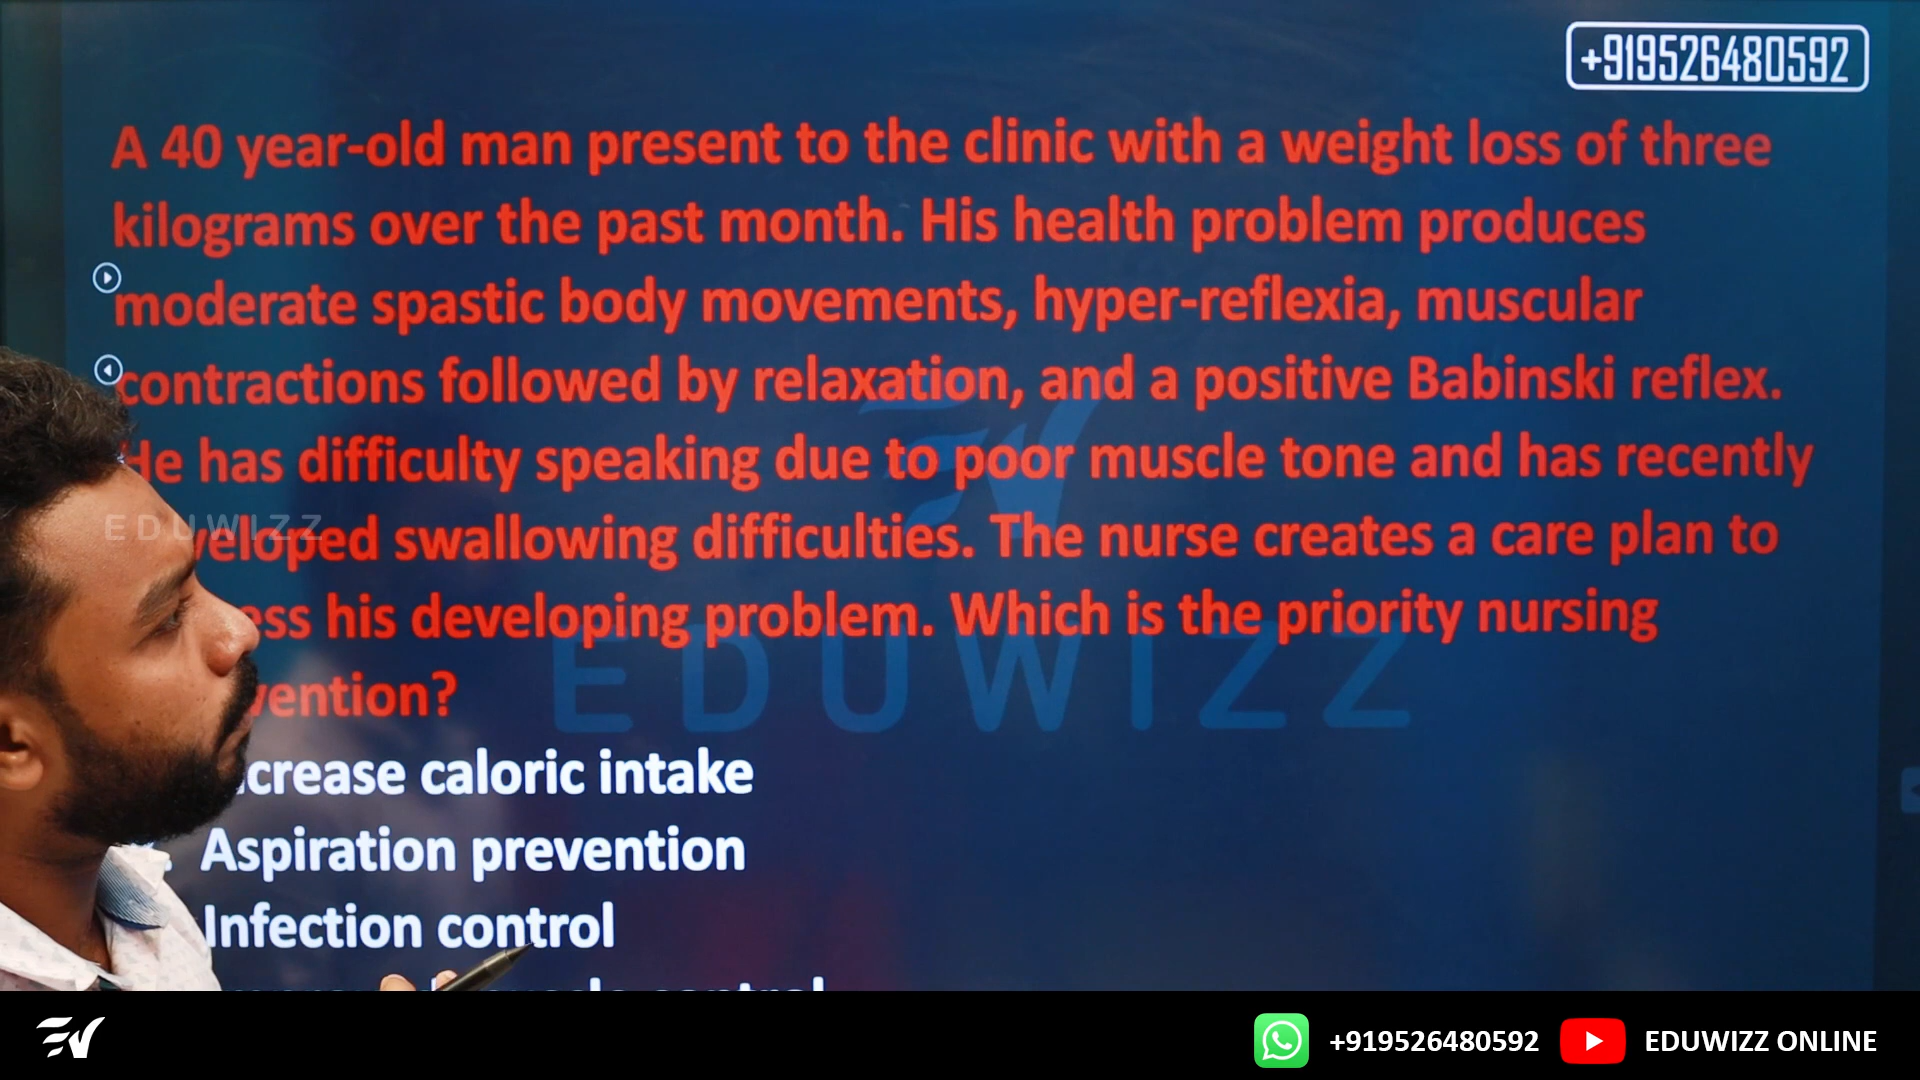 +919526480592
A 40 year-old man present to the clinic with a weight loss of three
kilograms over the past month. His health problem produces
moderate spastic body movements, hyper-reflexia, muscular
contractions followed by relaxation, and a positive Babinski reflex.
He has difficulty speaking due to poor muscle tone and has recently
veloped swallowing difficulties. The nurse creates a care plan to
ess his developing problem. Which is the priority nursing
vention?
EDUWIZZ
EDUWIZZ
crease caloric intake
Aspiration prevention
Infection control
muscle control
+919526480592 EDUWIZZ ONLINE